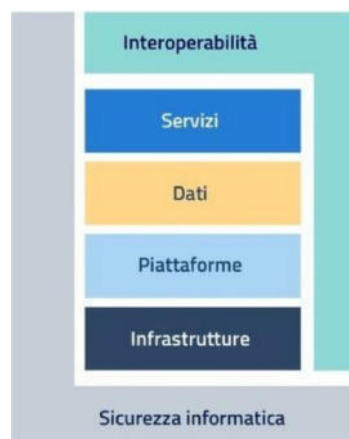 Interoperabilità
Servizi
Dati
Piattaforme
Infrastrutture
Sicurezza informatica